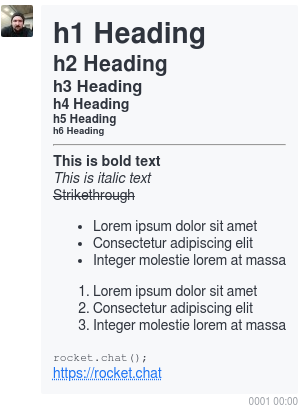 h1 Heading
h2 Heading
h3 Heading
h4 Heading
h5 Heading
h6 Heading
This is bold text
This is italic text
Strikethrough
• Lorem ipsum dolor sit amet
• Consectetur adipiscing elit
• Integer molestie lorem at massa
1. Lorem ipsum dolor sit amet
2. Consectetur adipiscing elit
3. Integer molestie lorem at massa
rocket.chat();
https://rocket.chat
0001 00:00